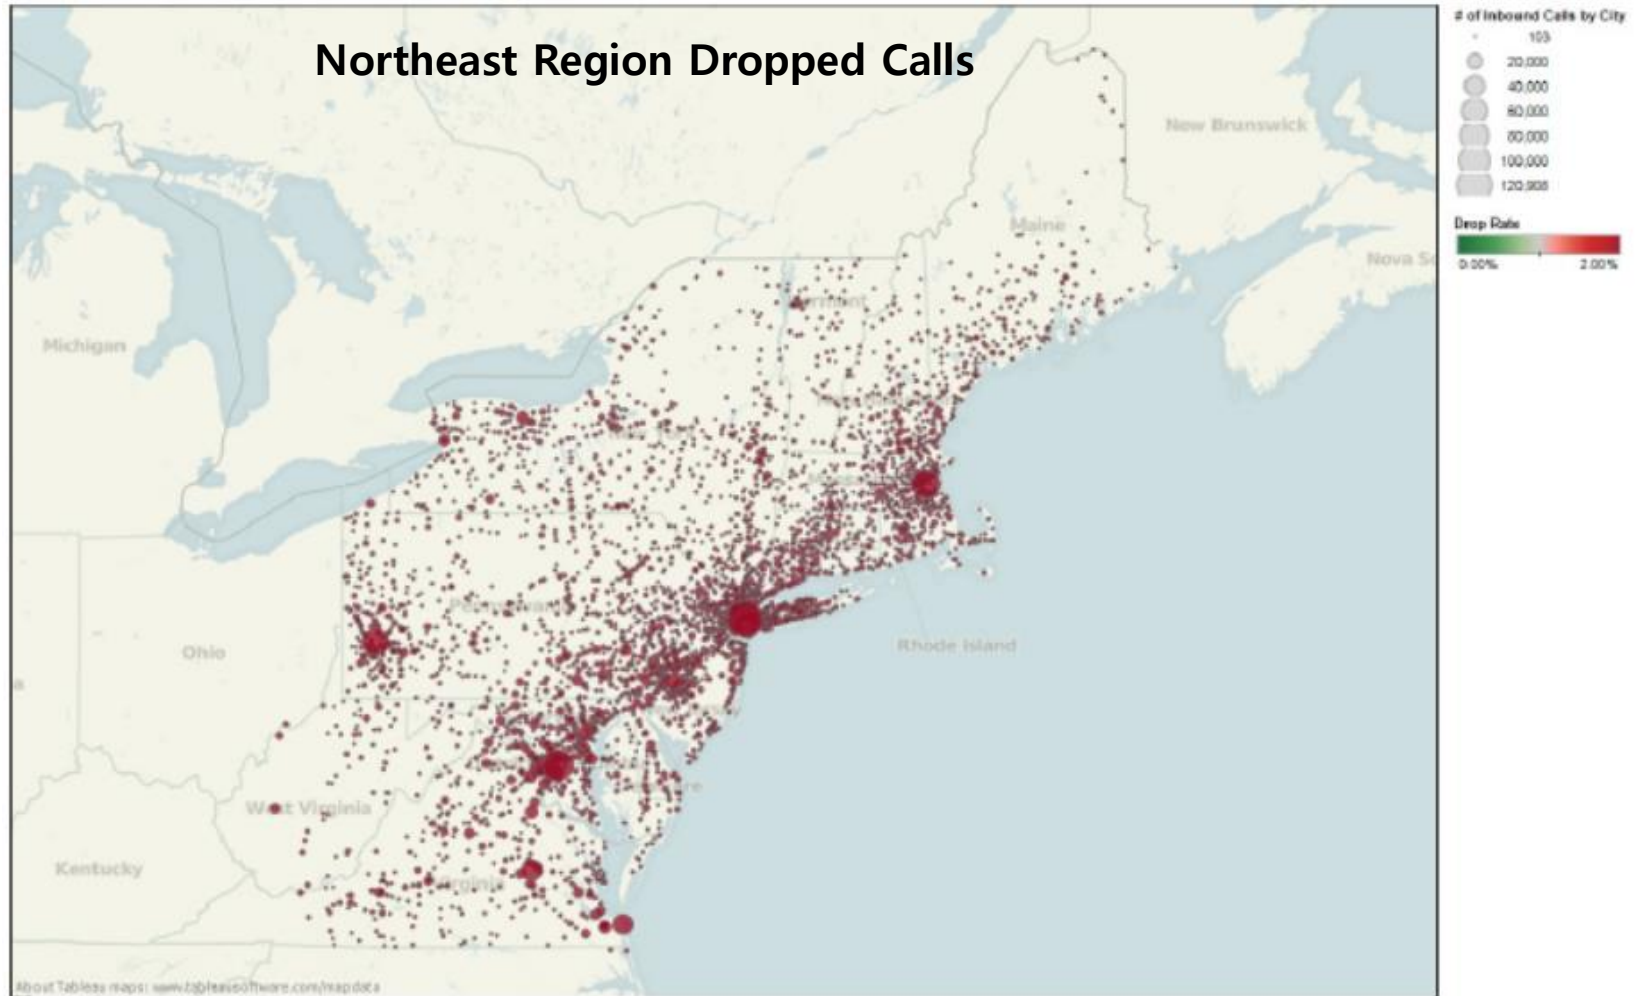 Northeast Region Dropped Calls
# of Inbound Calls by City
103
20,000
40,000
60,000
80,000
100,000
120,908
Drop Rate
0.00%
2.00%
New Brunswick
Maine
Nova Sc
Michigan
Ohio
Rhode Island
West Virginia
Kentucky
Virginia
About Tableau maps: www.tableausoftware.com/mapdata